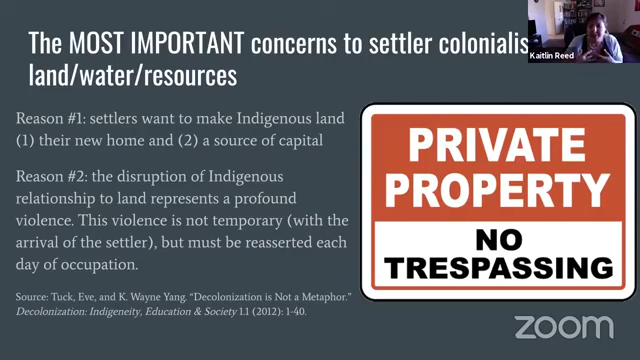 The MOST IMPORTANT concerns to settler
land/water/resources
Reason #1: settlers want to make Indigenous land
(1) their new home and (2) a source of capital
Reason #2: the disruption of Indigenous
relationship to land represents a profound
violence. This violence is not temporary (with the
arrival of the settler), but must be reasserted each
day of occupation.
Source: Tuck, Eve, and K. Wayne Yang. “Decolonization is Not a Metaphor.”
Decolonization: Indigeneity, Education & Society 1.1 (2012): 1-40.
PRIVATE
PROPERTY
NO
TRESPASSING
Kaitlin Reed
zoom